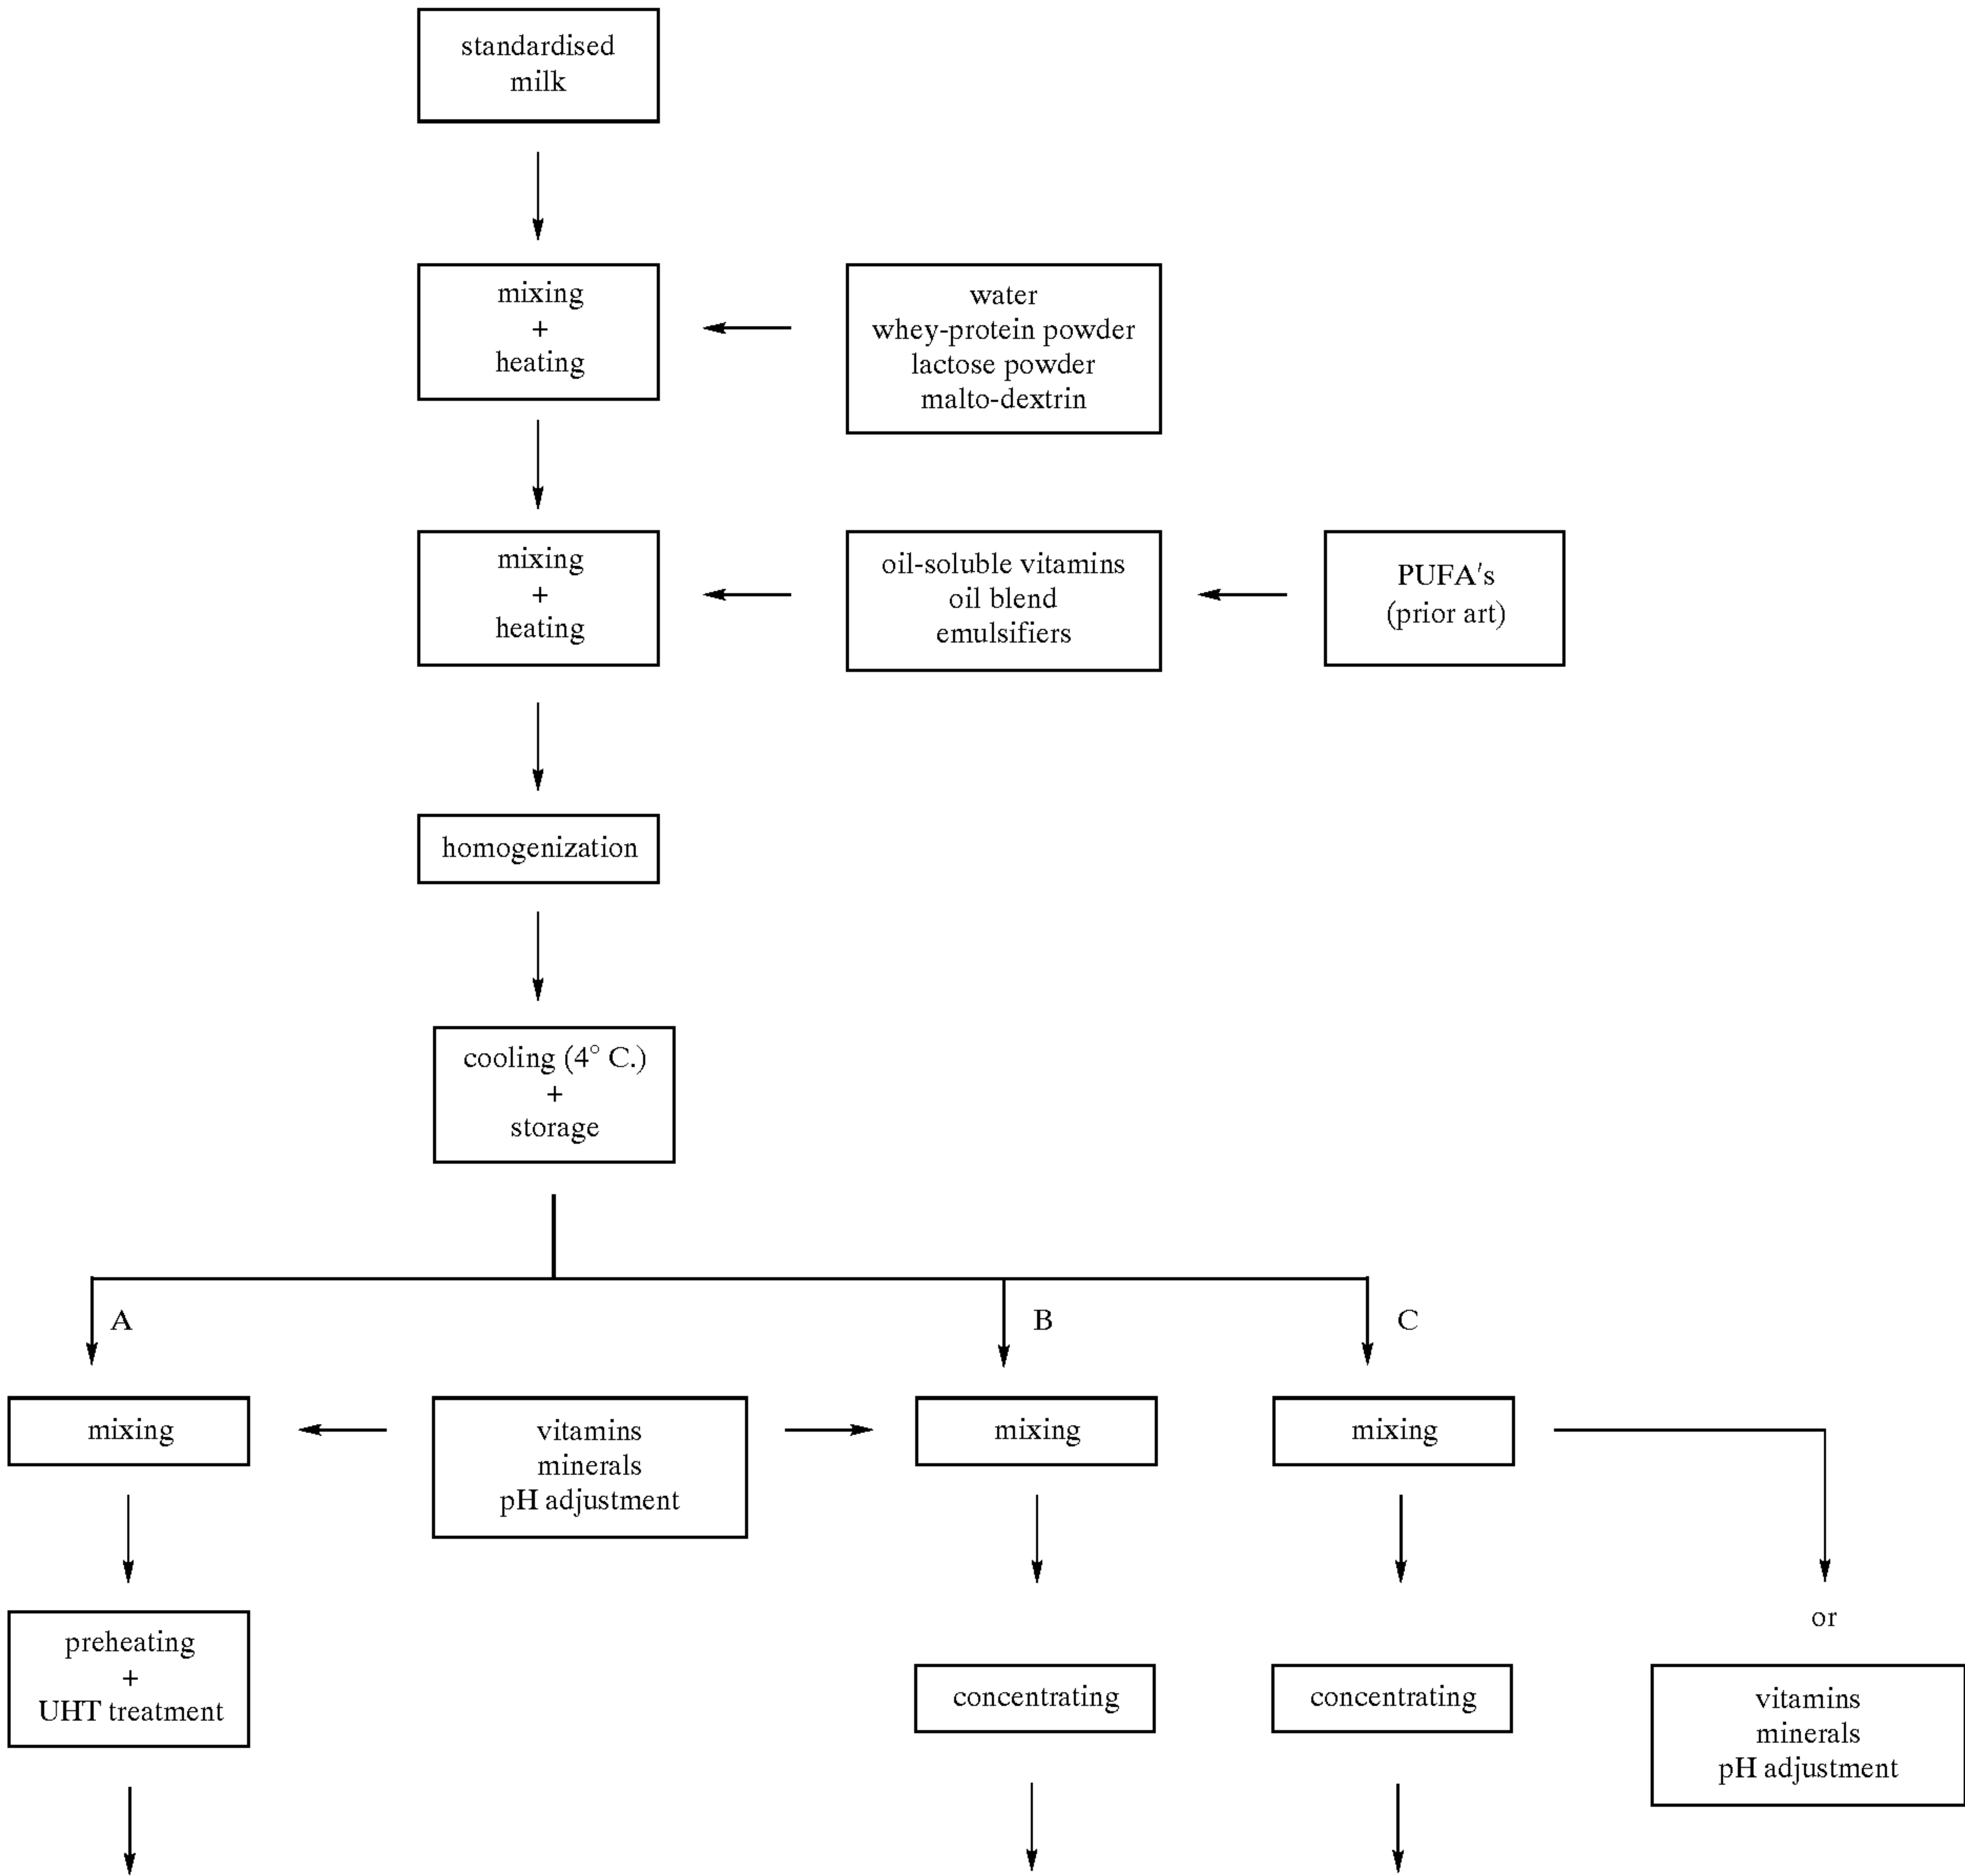 standardised
milk
mixing
+
heating
water
whey-protein powder
lactose powder
malto-dextrin
mixing
+
heating
oil-soluble vitamins
oil blend
emulsifiers
PUFA's
(prior art)
homogenization
cooling (4° C.)
+
storage
A
B
C
mixing
vitamins
minerals
pH adjustment
mixing
mixing
preheating
+
UHT treatment
concentrating
concentrating
or
vitamins
minerals
pH adjustment